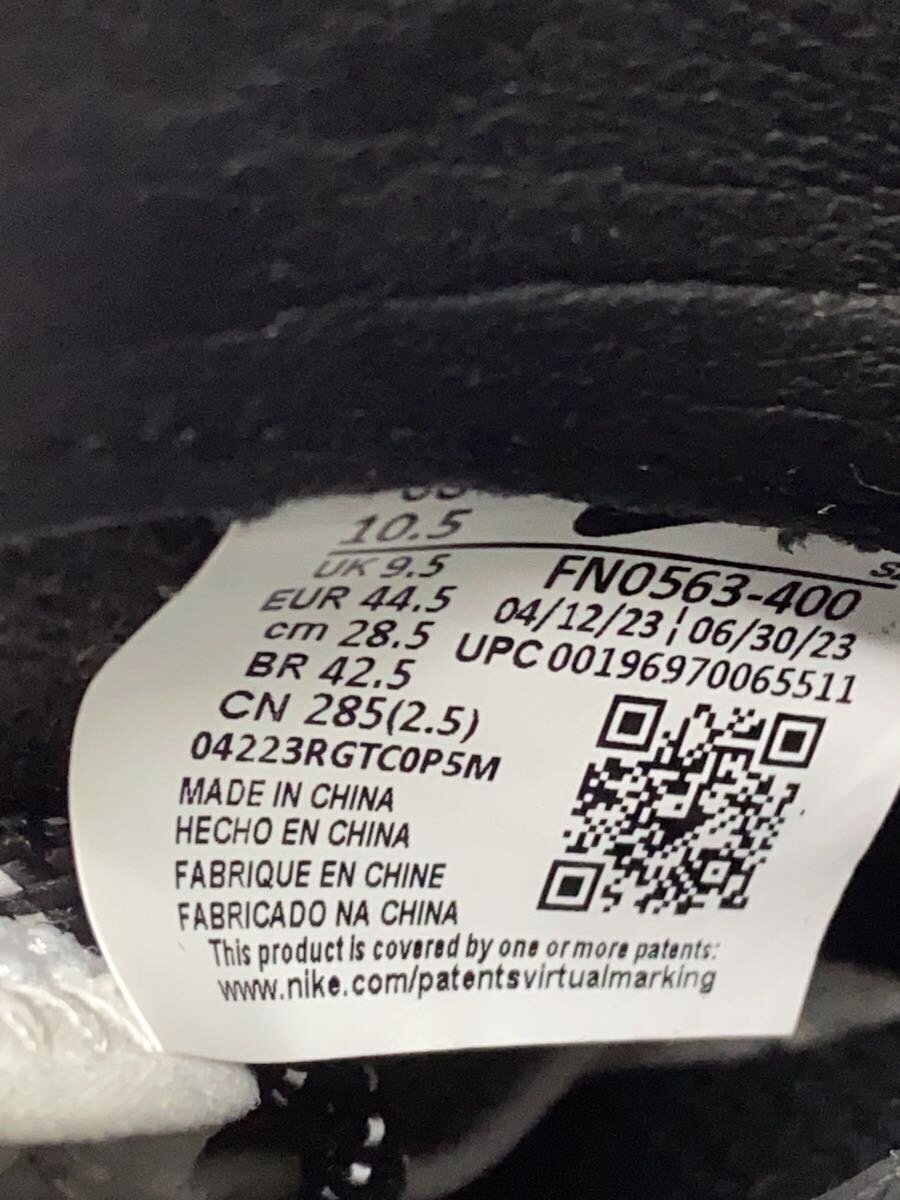 10.5
UK 9.5
EUR 44.5
cm 28.5
BR 42.5
CN 285(2.5)
04223RGTC0P5M
FN0563-400
04/12/23 ¦ 06/30/23
UPC 00196970065511
MADE IN CHINA
HECHO EN CHINA
FABRIQUE EN CHINE
FABRICADO NA CHINA
This product is covered by one or more patents:
www.nike.com/patentsvirtualmarking